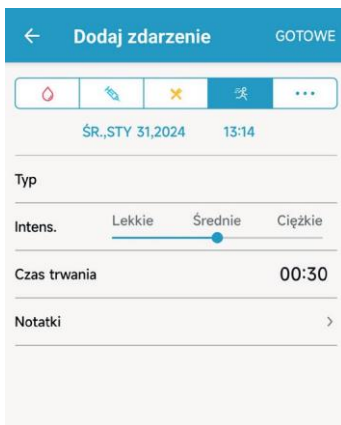 Dodaj zdarzenie GOTOWE
ŚR.,STY 31,2024 13:14
Typ
Intens. Lekkie Średnie Ciężkie
Czas trwania 00:30
Notatki